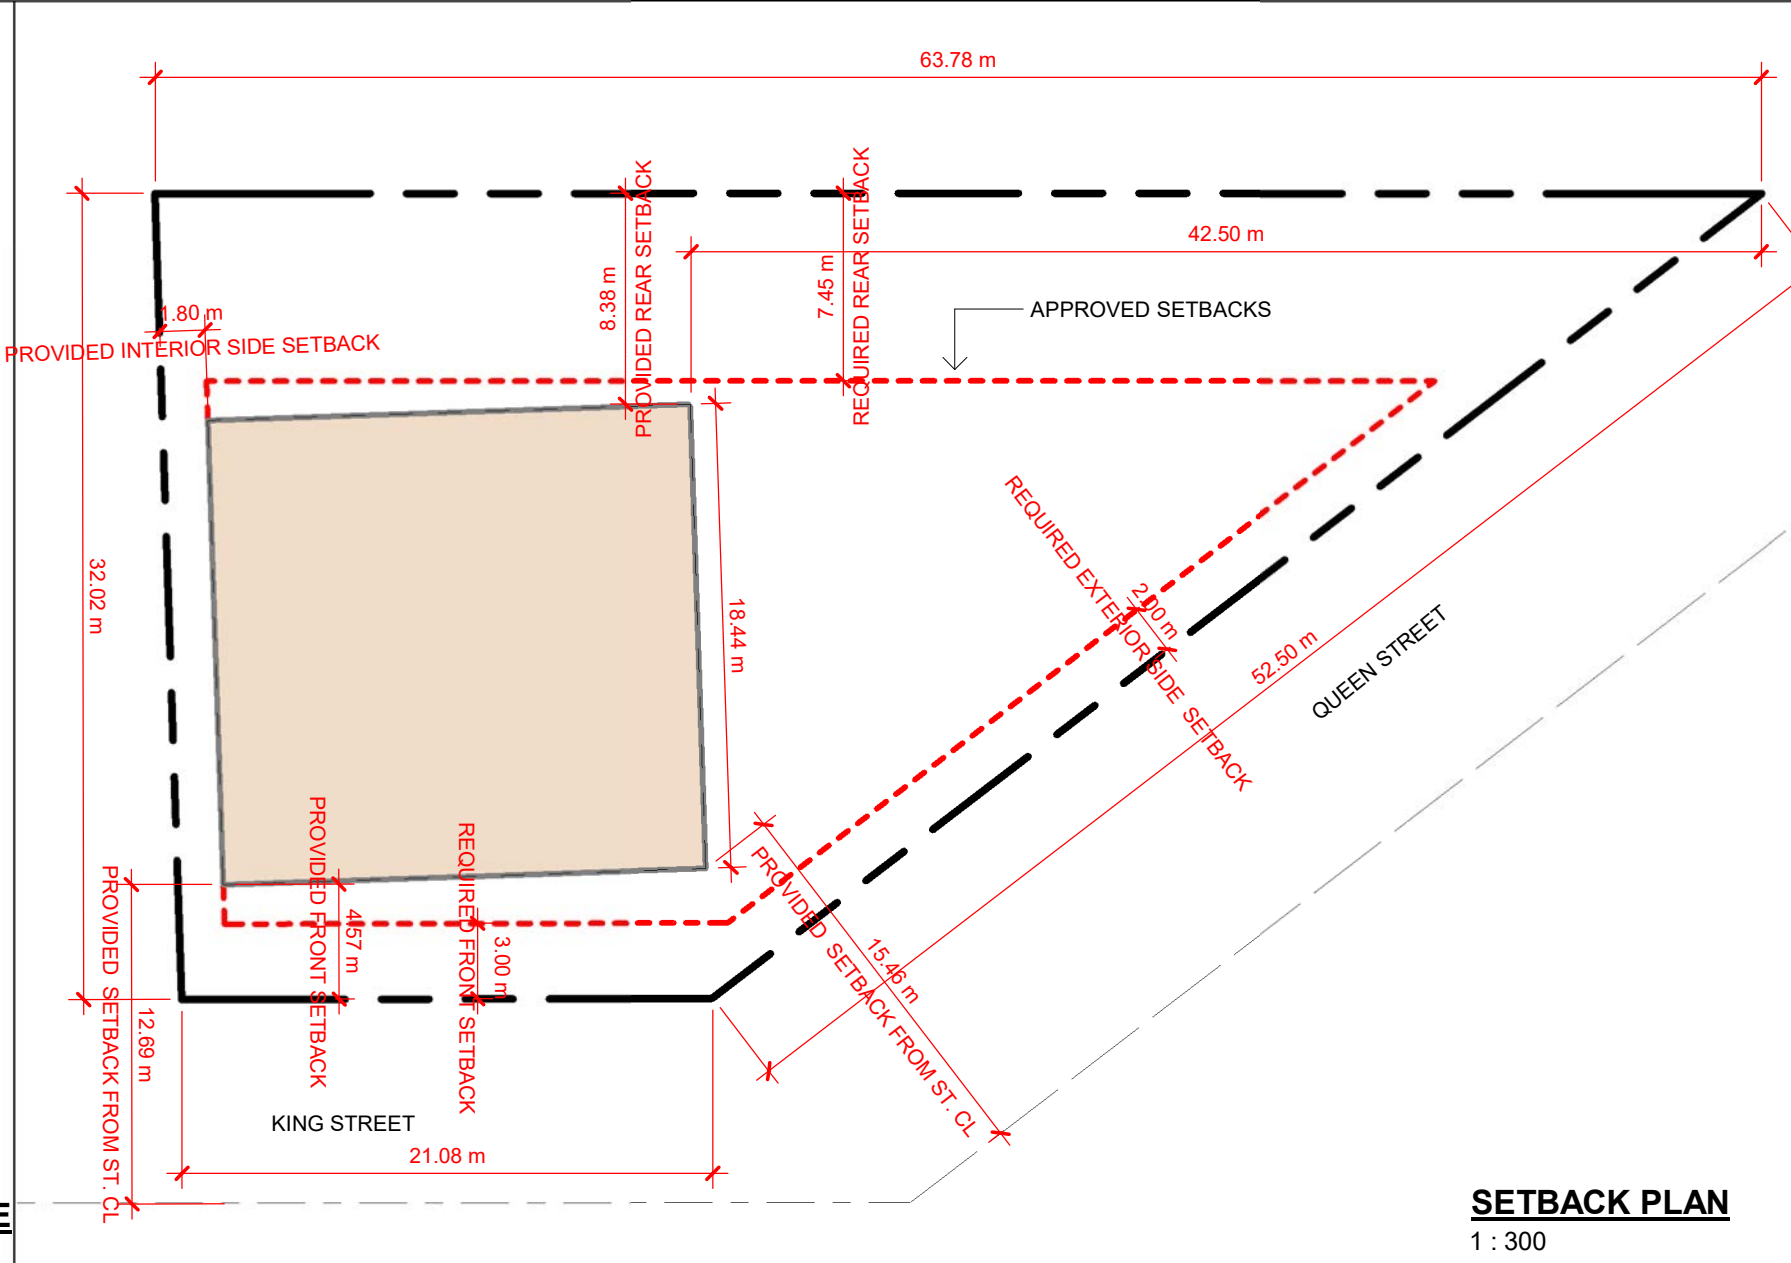 63.78 m
42.50 m
8.38 m
PROVIDED REAR SETBACK
7.45 m
REQUIRED REAR SETBACK
APPROVED SETBACKS
1.80 m
PROVIDED INTERIOR SIDE SETBACK
32.02 m
18.44 m
REQUIRED EXTERIOR SIDE SETBACK
2.00 m
52.50 m
QUEEN STREET
PROVIDED SETBACK FROM ST. CL
12.69 m
PROVIDED FRONT SETBACK
4.57 m
REQUIRED FRONT SETBACK
3.00 m
PROVIDED SETBACK FROM ST. CL
15.46 m
KING STREET
21.08 m
SETBACK PLAN
1 : 300